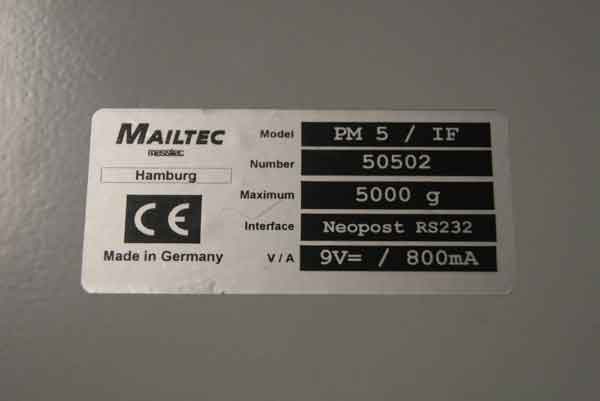 MAILTEC
messtec
Hamburg
CE
Made in Germany
Model PM 5 / IF
Number 50502
Maximum 5000 g
Interface Neopost RS232
V / A 9V= / 800mA